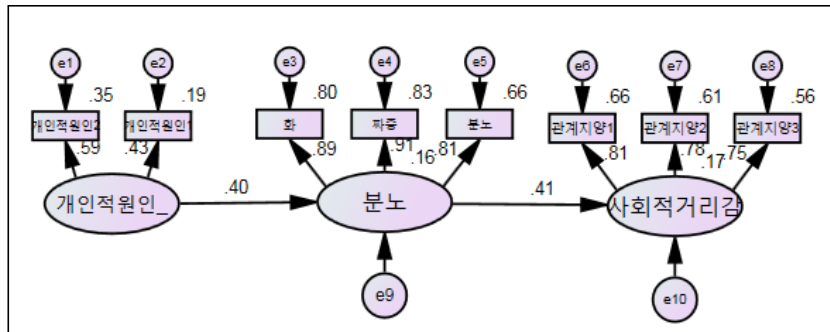 e1
e2
e3
e4
e5
e6
e7
e8
.35
.19
.80
.83
.66
.66
.61
.56
개인적원인2
개인적원인1
화
짜증
분노
관계지양1
관계지양2
관계지양3
.59
.43
.89
.91
.16
.81
.81
.78
.17
.75
개인적원인_
.40
분노
.41
사회적거리감
e9
e10